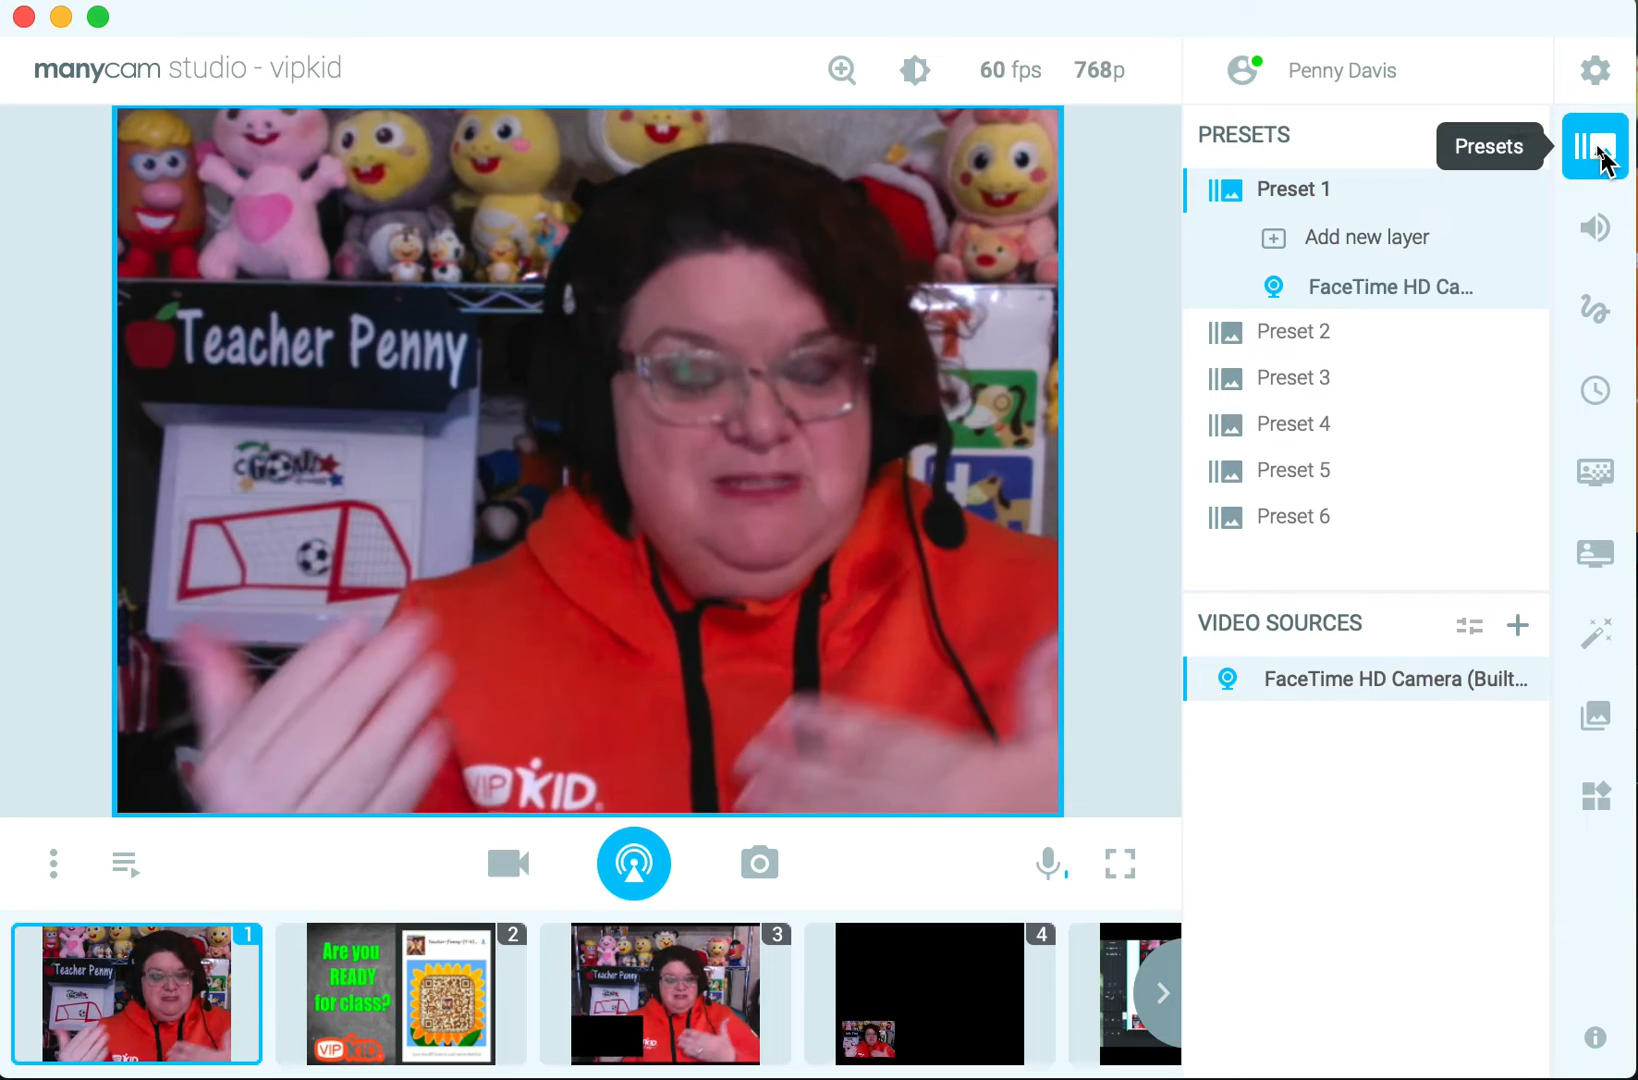 manycam studio - vipkid
60 fps
768p
Penny Davis
PRESETS
Presets
Preset 1
Add new layer
FaceTime HD Ca...
Preset 2
Preset 3
Preset 4
Preset 5
Preset 6
VIDEO SOURCES
FaceTime HD Camera (Built...
Teacher Penny
GOAL
VIPKID
1
Teacher Penny
2
Are you
READY
for class?
VIPKID
3
Teacher Penny
4